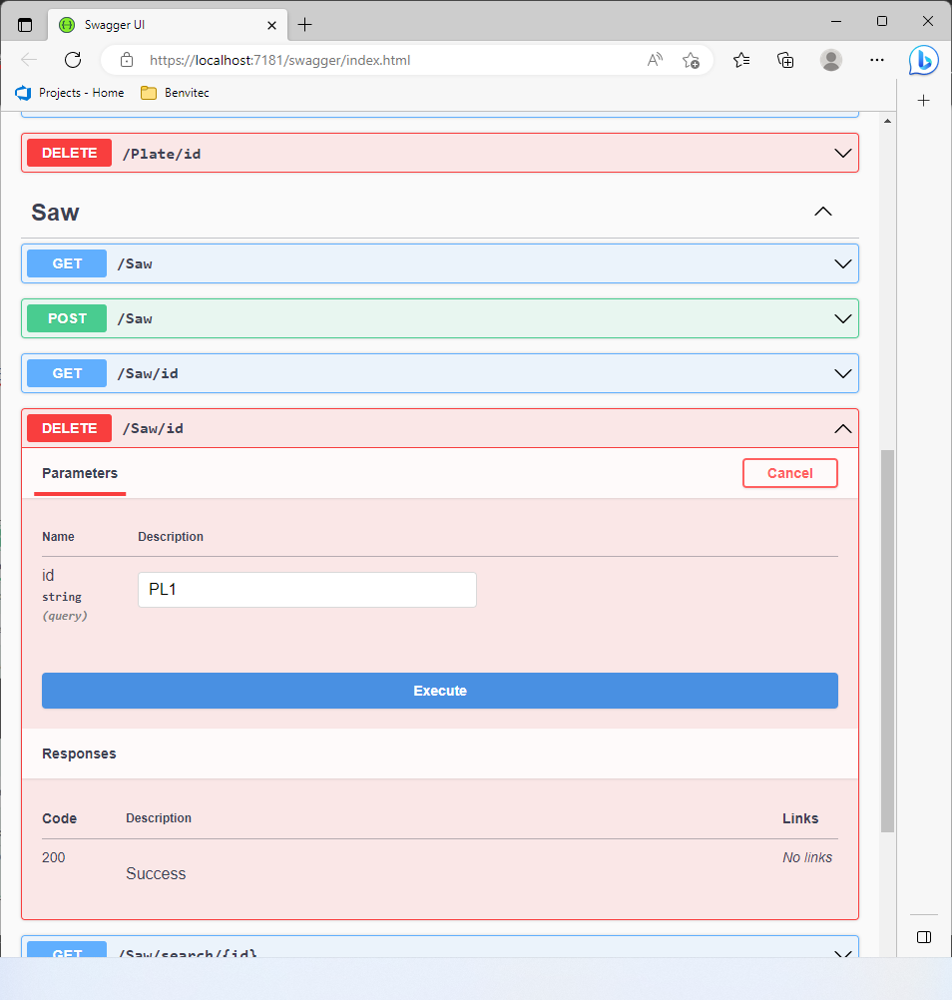 Swagger UI
https://localhost:7181/swagger/index.html
Projects - Home
Benvitec
DELETE /Plate/id
Saw
GET /Saw
POST /Saw
GET /Saw/id
DELETE /Saw/id
Parameters
Cancel
Name Description
id
string
(query)
PL1
Execute
Responses
Code Description Links
200
Success
No links
GET /Saw/search/{id}